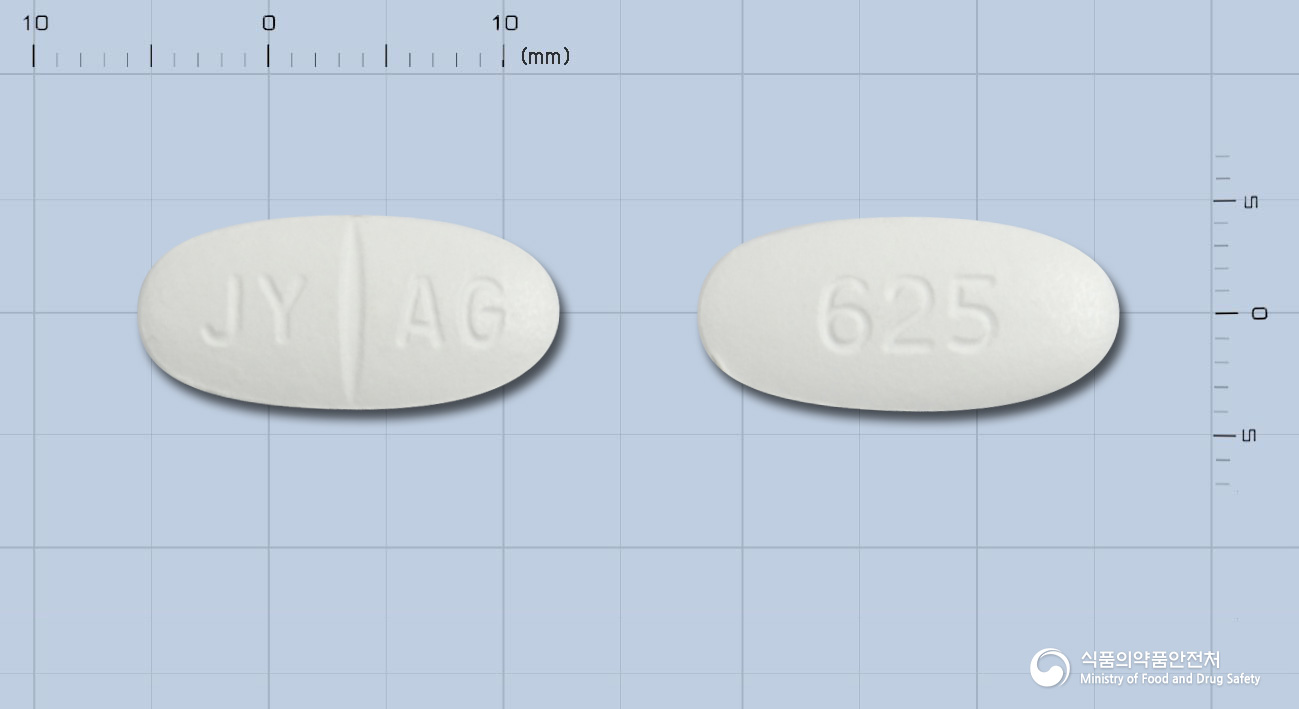 10 0 10 (mm)
JY AG
625
5
0
5
식품의약품안전처
Ministry of Food and Drug Safety